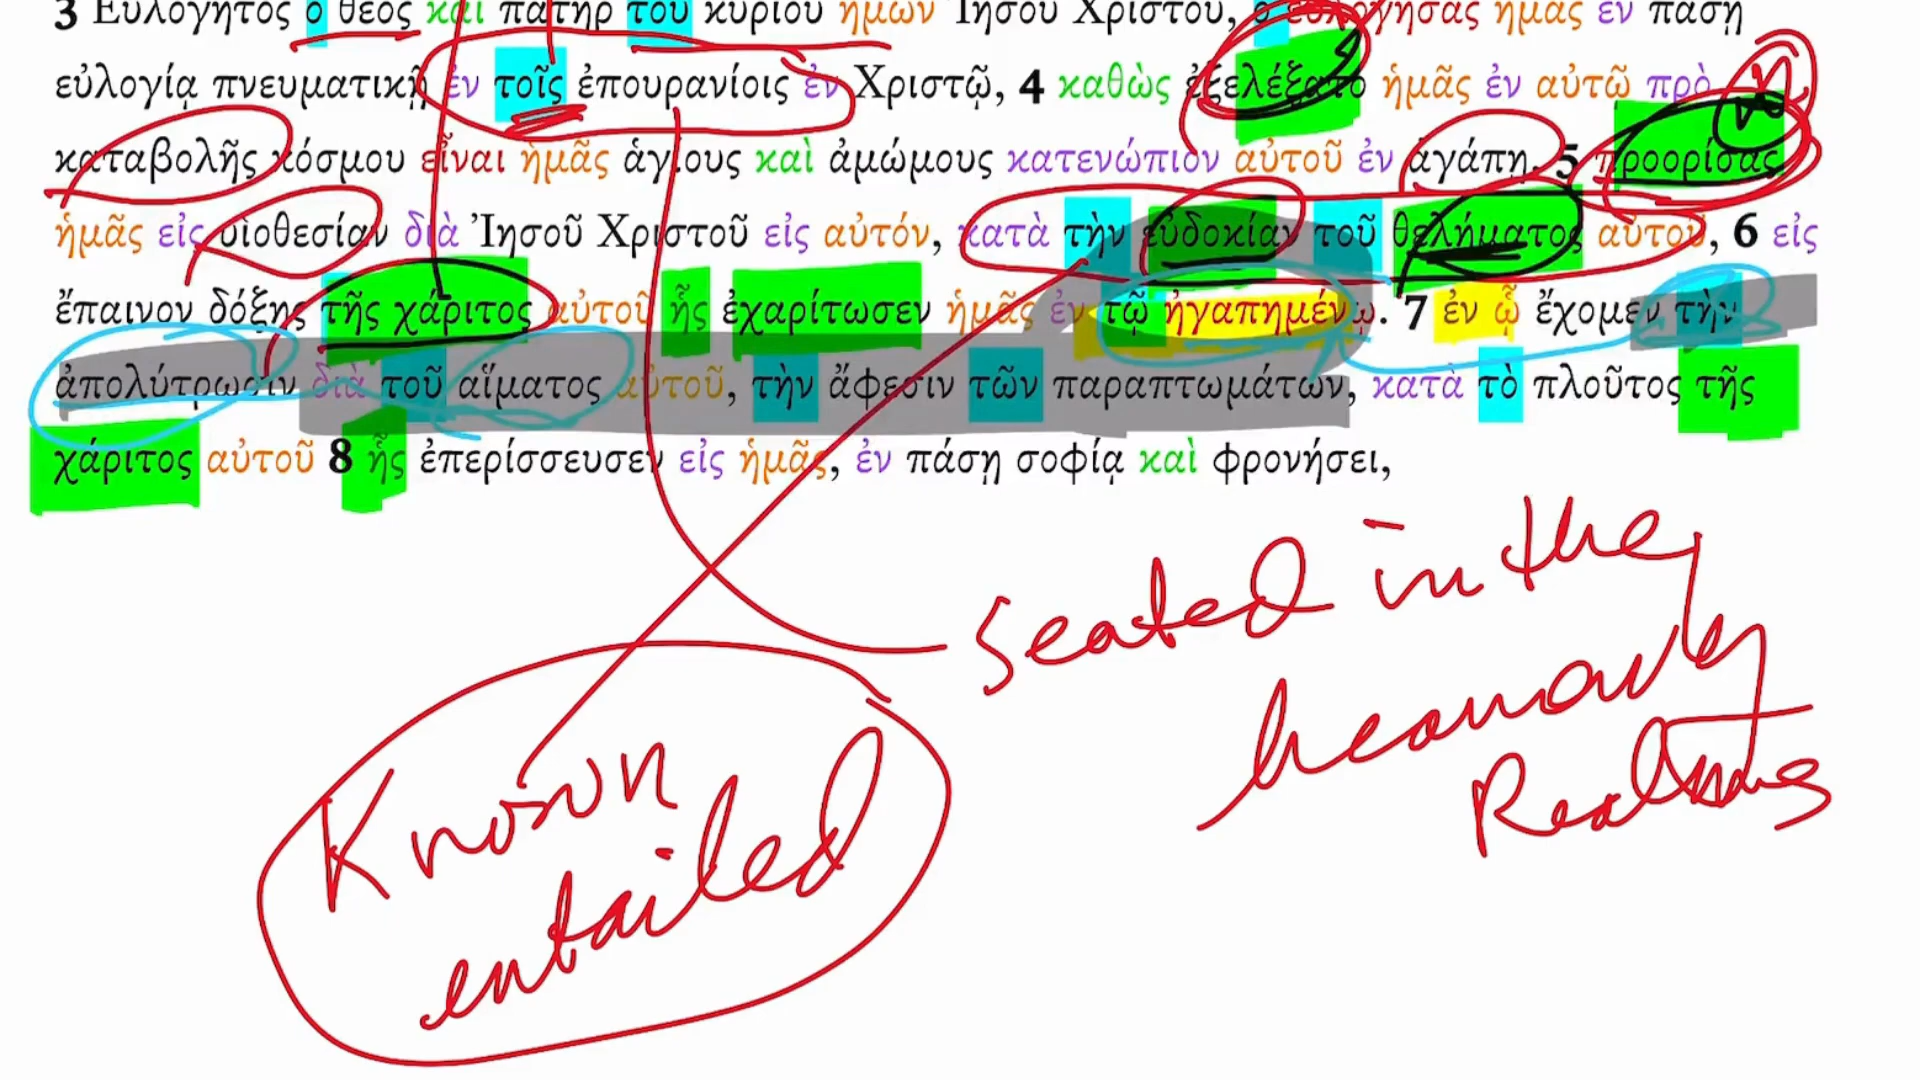 3 Εὐλογητὸς ὁ θεὸς καὶ πατὴρ τοῦ κυρίου ἡμῶν Ἰησοῦ Χριστοῦ, ὁ εὐλογήσας ἡμᾶς ἐν πάσῃ
εὐλογίᾳ πνευματικῇ ἐν τοῖς ἐπουρανίοις ἐν Χριστῷ, 4 καθὼς ἐξελέξατο ἡμᾶς ἐν αὐτῷ πρὸ
καταβολῆς κόσμου εἶναι ἡμᾶς ἁγίους καὶ ἀμώμους κατενώπιον αὐτοῦ ἐν ἀγάπῃ, 5 προορίσας
ἡμᾶς εἰς υἱοθεσίαν διὰ Ἰησοῦ Χριστοῦ εἰς αὐτόν, κατὰ τὴν εὐδοκίαν τοῦ θελήματος αὐτοῦ, 6 εἰς
ἔπαινον δόξης τῆς χάριτος αὐτοῦ ἧς ἐχαρίτωσεν ἡμᾶς ἐν τῷ ἠγαπημένῳ. 7 ἐν ᾧ ἔχομεν τὴν
ἀπολύτρωσιν διὰ τοῦ αἵματος αὐτοῦ, τὴν ἄφεσιν τῶν παραπτωμάτων, κατὰ τὸ πλοῦτος τῆς
χάριτος αὐτοῦ 8 ἧς ἐπερίσσευσεν εἰς ἡμᾶς, ἐν πάσῃ σοφίᾳ καὶ φρονήσει,
Seated in the
heavenly
Realms
Known
entailed